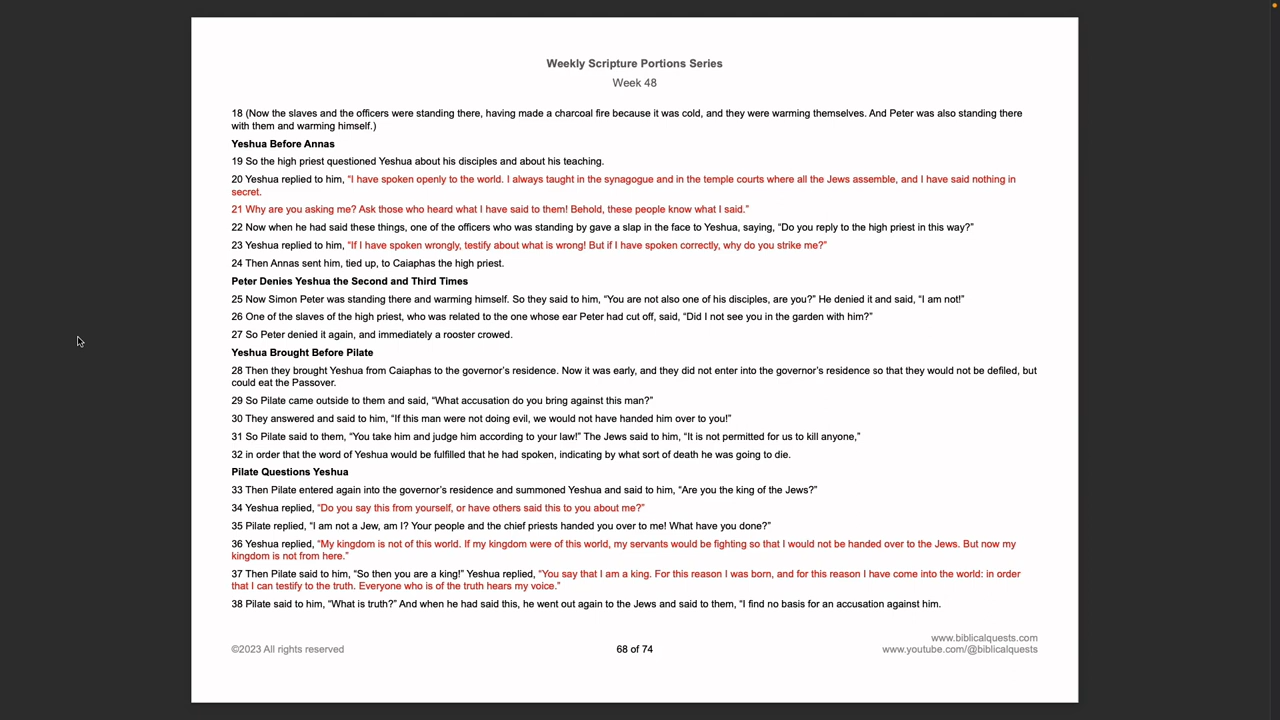 Weekly Scripture Portions Series
Week 48
18 (Now the slaves and the officers were standing there, having made a charcoal fire because it was cold, and they were warming themselves. And Peter was also standing there
with them and warming himself.)
Yeshua Before Annas
19 So the high priest questioned Yeshua about his disciples and about his teaching.
20 Yeshua replied to him, “I have spoken openly to the world. I always taught in the synagogue and in the temple courts where all the Jews assemble, and I have said nothing in
secret.
21 Why are you asking me? Ask those who heard what I have said to them! Behold, these people know what I said.”
22 Now when he had said these things, one of the officers who was standing by gave a slap in the face to Yeshua, saying, “Do you reply to the high priest in this way?”
23 Yeshua replied to him, “If I have spoken wrongly, testify about what is wrong! But if I have spoken correctly, why do you strike me?”
24 Then Annas sent him, tied up, to Caiaphas the high priest.
Peter Denies Yeshua the Second and Third Times
25 Now Simon Peter was standing there and warming himself. So they said to him, “You are not also one of his disciples, are you?” He denied it and said, “I am not!”
26 One of the slaves of the high priest, who was related to the one whose ear Peter had cut off, said, “Did I not see you in the garden with him?”
27 So Peter denied it again, and immediately a rooster crowed.
Yeshua Brought Before Pilate
28 Then they brought Yeshua from Caiaphas to the governor’s residence. Now it was early, and they did not enter into the governor’s residence so that they would not be defiled, but
could eat the Passover.
29 So Pilate came outside to them and said, “What accusation do you bring against this man?”
30 They answered and said to him, “If this man were not doing evil, we would not have handed him over to you!”
31 So Pilate said to them, “You take him and judge him according to your law!” The Jews said to him, “It is not permitted for us to kill anyone,”
32 in order that the word of Yeshua would be fulfilled that he had spoken, indicating by what sort of death he was going to die.
Pilate Questions Yeshua
33 Then Pilate entered again into the governor’s residence and summoned Yeshua and said to him, “Are you the king of the Jews?”
34 Yeshua replied, “Do you say this from yourself, or have others said this to you about me?”
35 Pilate replied, “I am not a Jew, am I? Your people and the chief priests handed you over to me! What have you done?”
36 Yeshua replied, “My kingdom is not of this world. If my kingdom were of this world, my servants would be fighting so that I would not be handed over to the Jews. But now my
kingdom is not from here.”
37 Then Pilate said to him, “So then you are a king!” Yeshua replied, “You say that I am a king. For this reason I was born, and for this reason I have come into the world: in order
that I can testify to the truth. Everyone who is of the truth hears my voice.”
38 Pilate said to him, “What is truth?” And when he had said this, he went out again to the Jews and said to them, “I find no basis for an accusation against him.
www.biblicalquests.com
©2023 All rights reserved 68 of 74 www.youtube.com/@biblicalquests